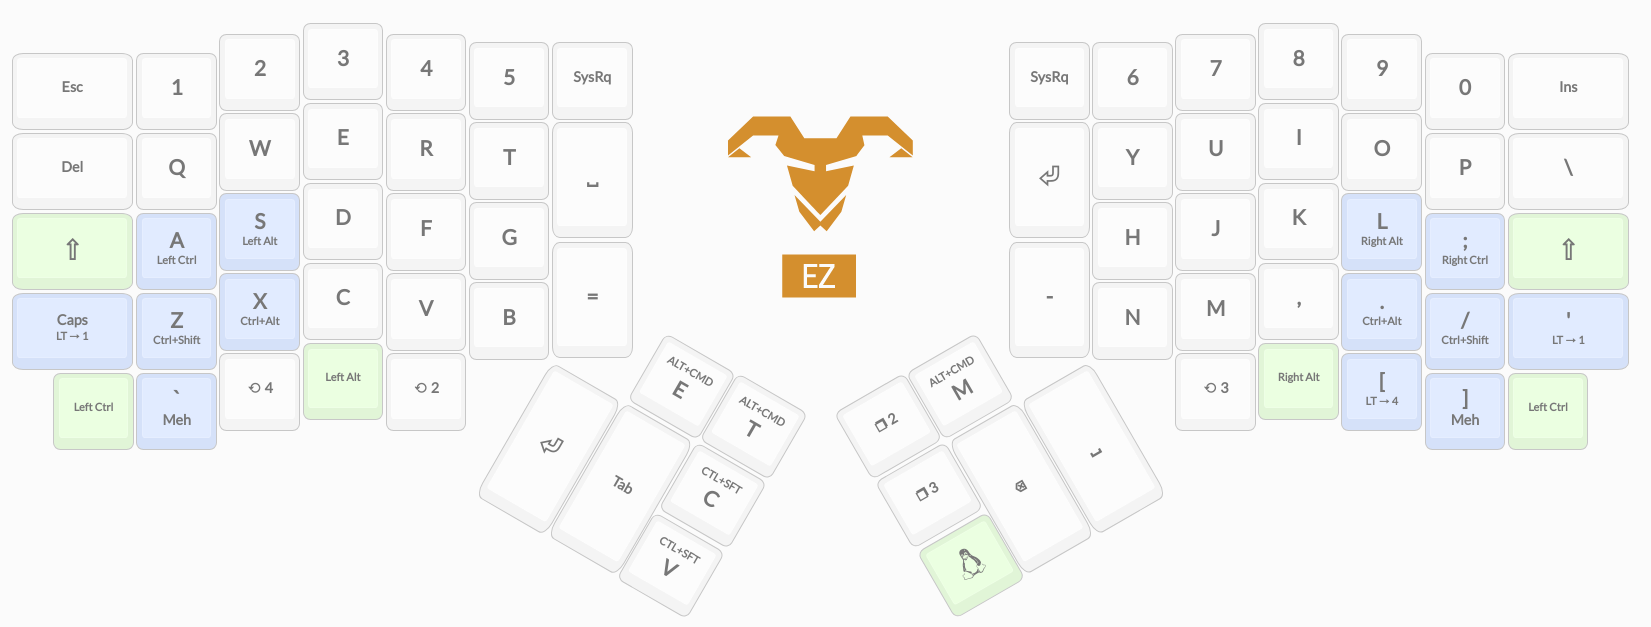 Esc
1
2
3
4
5
SysRq
SysRq
6
7
8
9
0
Ins
Del
Q
W
E
R
T
Y
U
I
O
P
\
A
Left Ctrl
S
Left Alt
D
F
G
H
J
K
L
Right Alt
;
Right Ctrl
EZ
Caps
LT → 1
Z
Ctrl+Shift
X
Ctrl+Alt
C
V
B
=
-
N
M
,
.
Ctrl+Alt
/
Ctrl+Shift
'
LT → 1
Left Ctrl
`
Meh
4
Left Alt
2
3
Right Alt
[
LT → 4
]
Meh
Left Ctrl
ALT+CMD
E
ALT+CMD
T
Tab
CTL+SFT
C
CTL+SFT
V
2
ALT+CMD
M
3